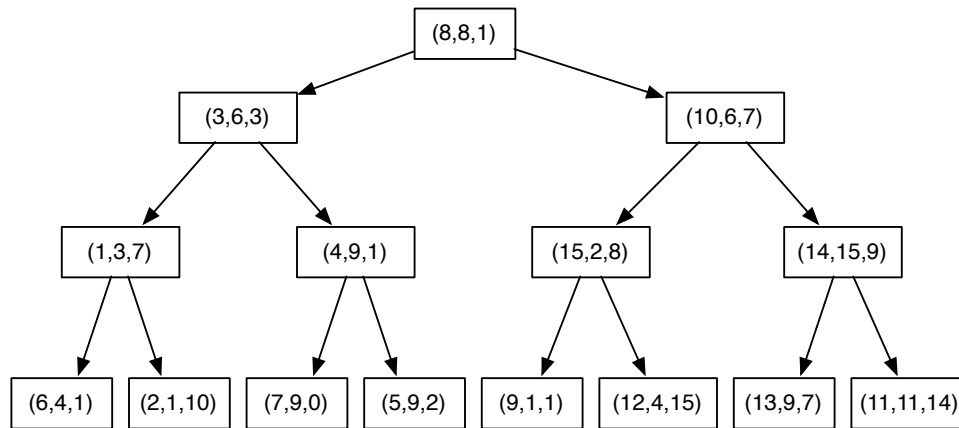 (8,8,1)
(3,6,3) (10,6,7)
(1,3,7) (4,9,1) (15,2,8) (14,15,9)
(6,4,1) (2,1,10) (7,9,0) (5,9,2) (9,1,1) (12,4,15) (13,9,7) (11,11,14)